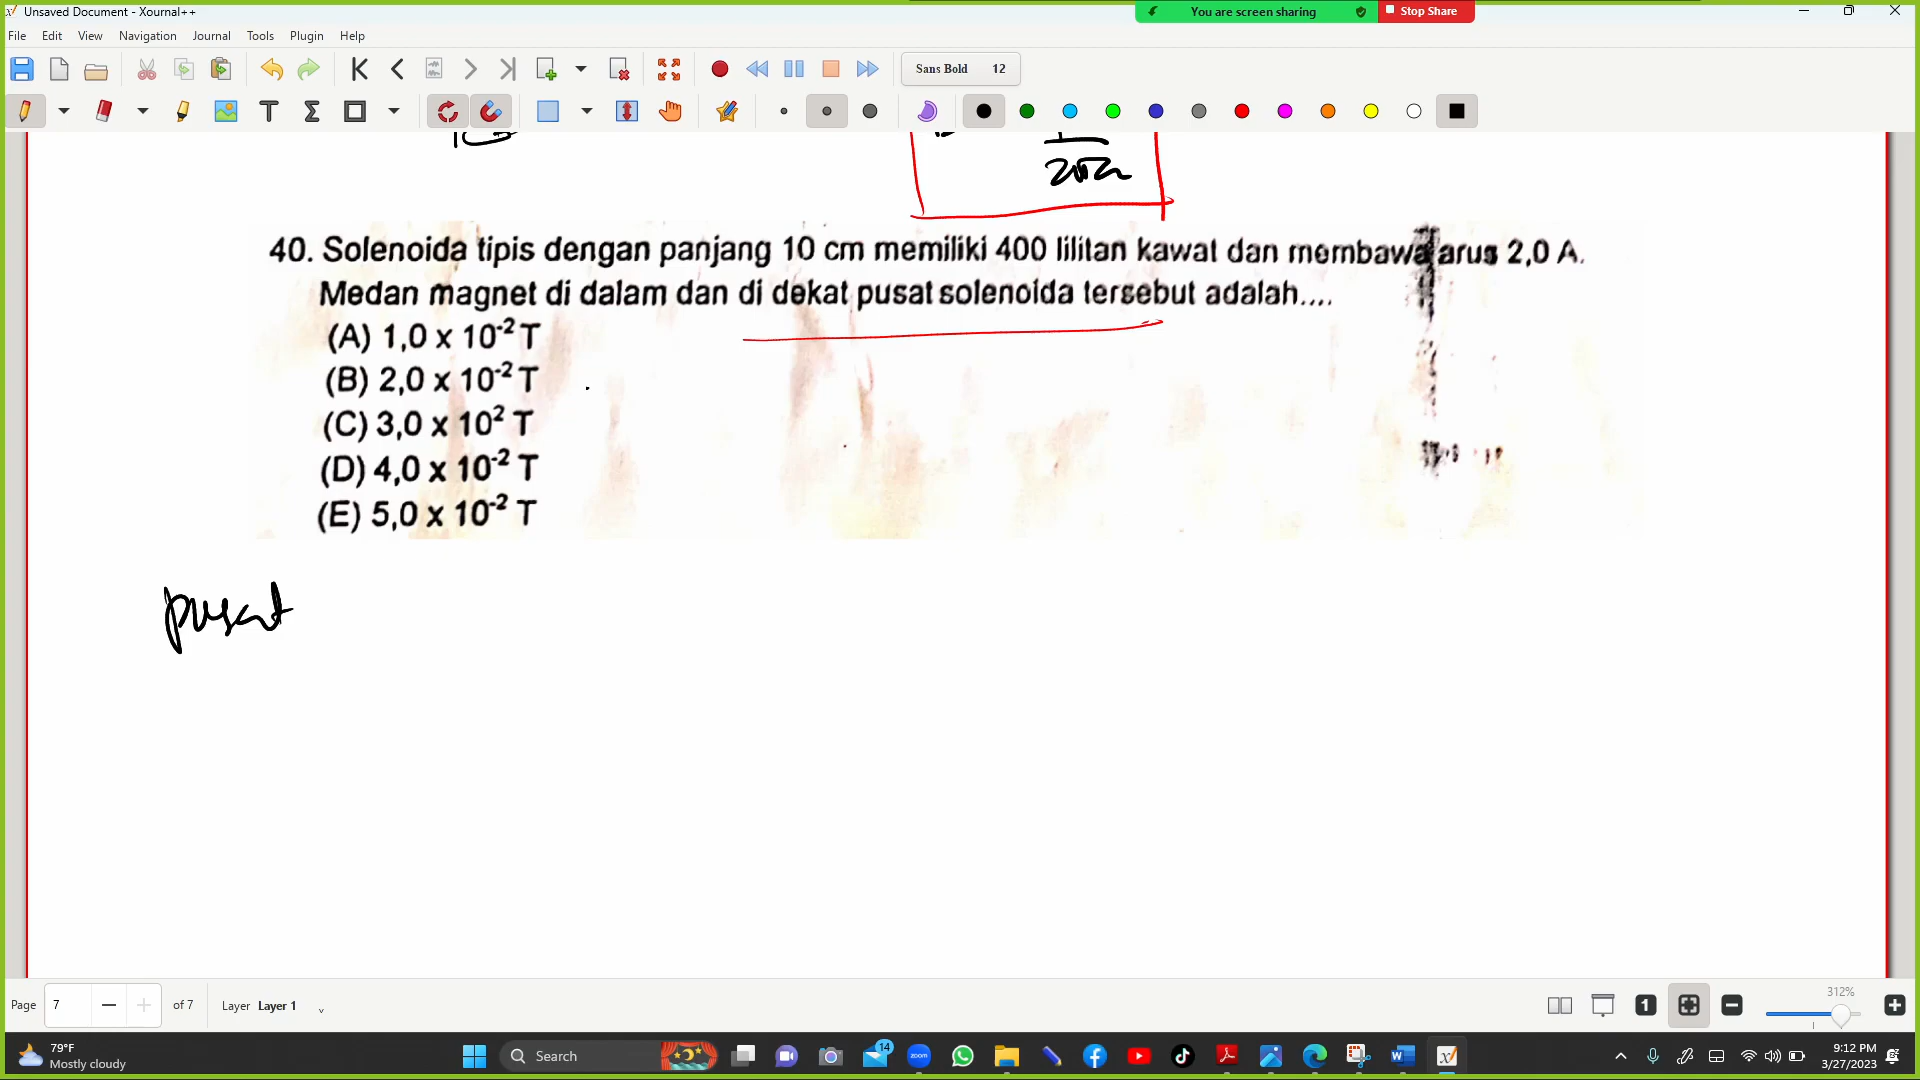 Unsaved Document - Xournal++
You are screen sharing
Stop Share
File Edit View Navigation Journal Tools Plugin Help
Sans Bold 12
2√2
40. Solenoida tipis dengan panjang 10 cm memiliki 400 lilitan kawat dan membawa arus 2,0 A.
Medan magnet di dalam dan di dekat pusat solenoida tersebut adalah....
(A) 1,0 x 10⁻² T
(B) 2,0 x 10⁻² T
(C) 3,0 x 10² T
(D) 4,0 x 10⁻² T
(E) 5,0 x 10⁻² T
pusat
Page 7 of 7 Layer Layer 1
312%
79°F
Mostly cloudy
Search
14
zoom
9:12 PM
3/27/2023